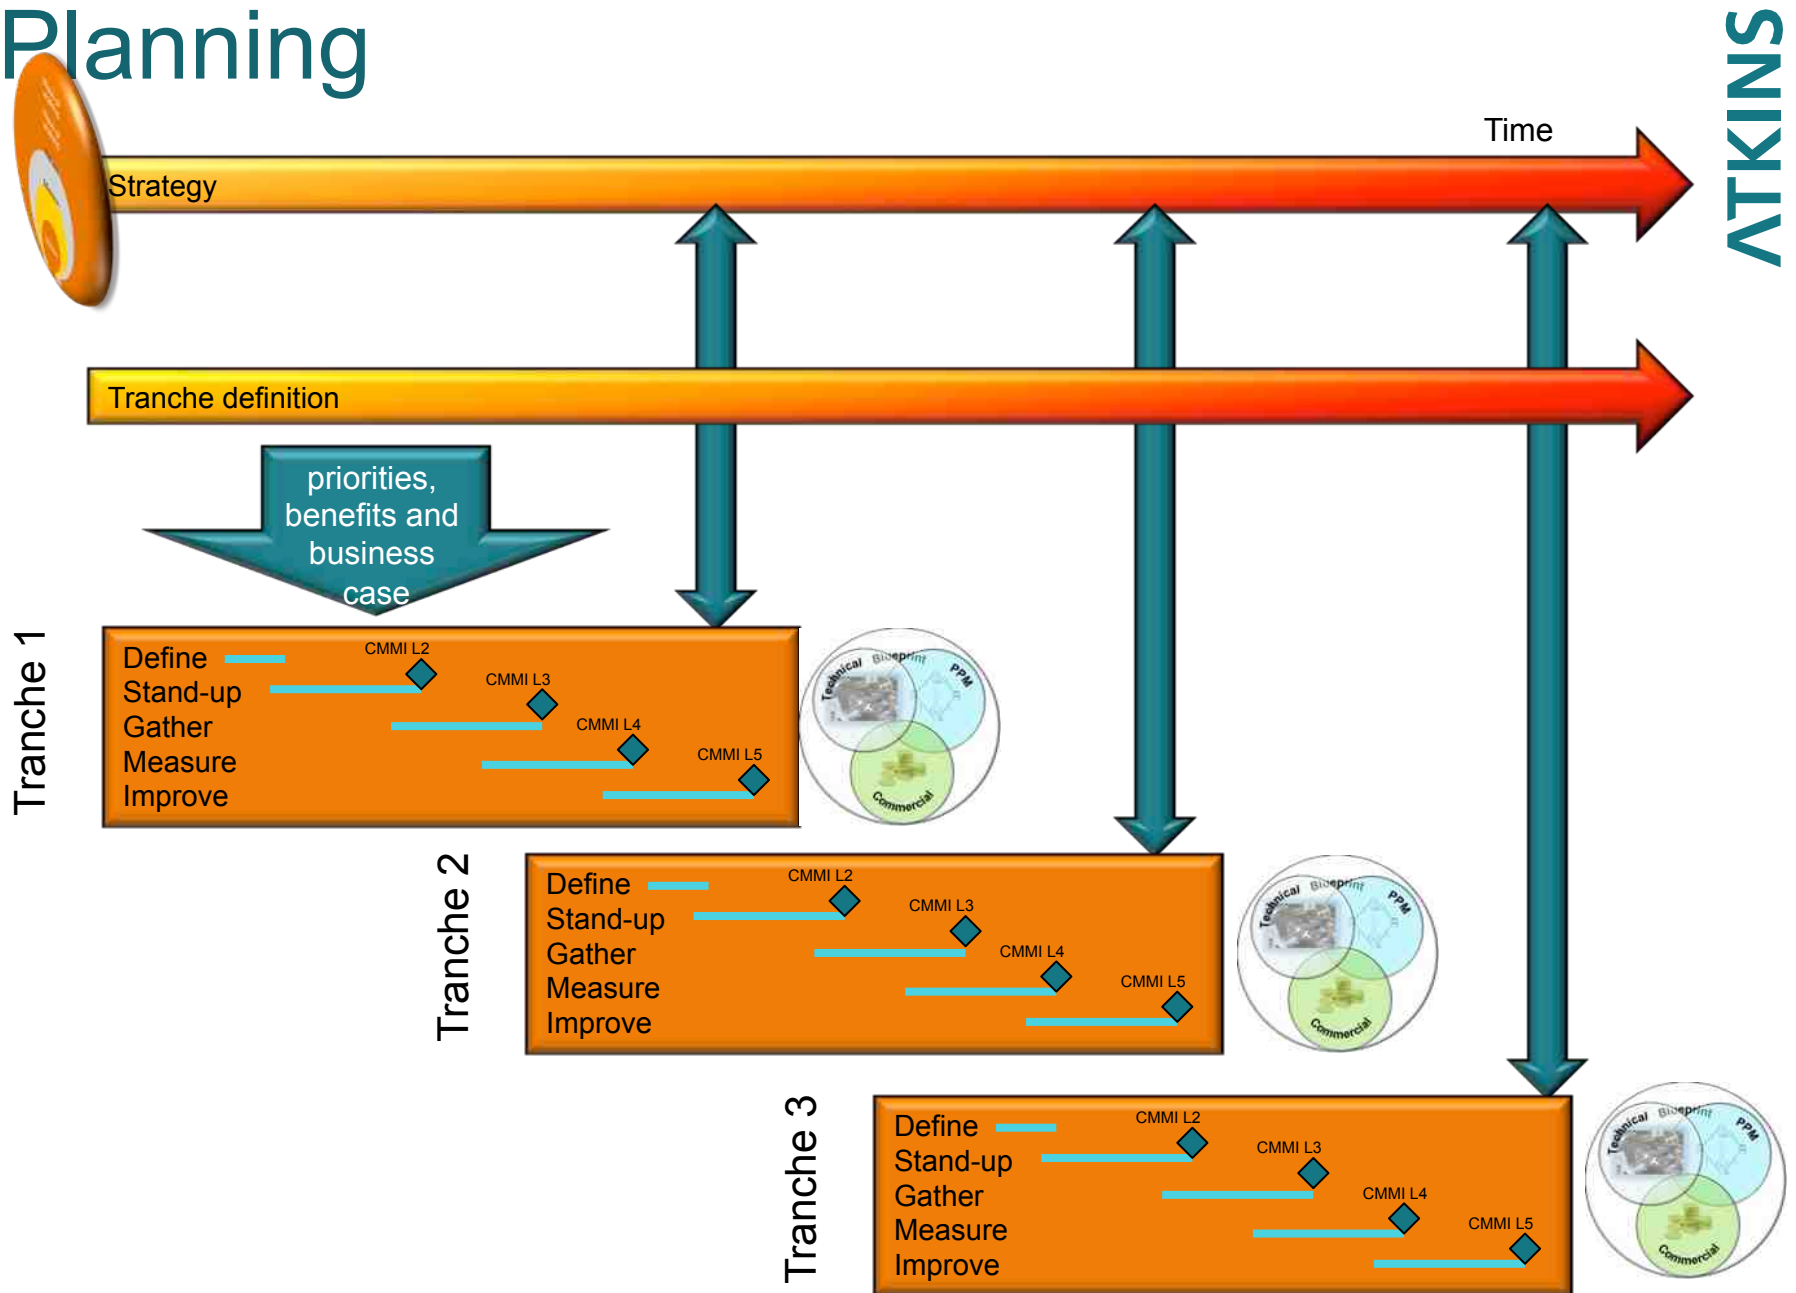 Planning
ATKINS
Time
Strategy
Tranche definition
priorities,
benefits and
business
case
Tranche 1
Define
Stand-up
Gather
Measure
Improve
CMMI L2
CMMI L3
CMMI L4
CMMI L5
Technical
Blueprint
PPM
Commercial
Tranche 2
Define
Stand-up
Gather
Measure
Improve
CMMI L2
CMMI L3
CMMI L4
CMMI L5
Technical
Blueprint
PPM
Commercial
Tranche 3
Define
Stand-up
Gather
Measure
Improve
CMMI L2
CMMI L3
CMMI L4
CMMI L5
Technical
Blueprint
PPM
Commercial